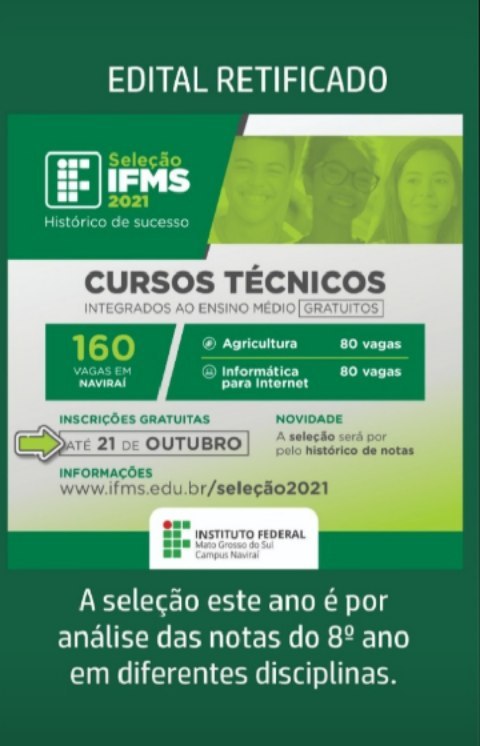 EDITAL RETIFICADO
Seleção
IFMS
2021
Histórico de sucesso
CURSOS TÉCNICOS
INTEGRADOS AO ENSINO MÉDIO GRATUITOS
160
VAGAS EM
NAVIRAÍ
Agricultura 80 vagas
Informática
para Internet 80 vagas
INSCRIÇÕES GRATUITAS
ATÉ 21 DE OUTUBRO
NOVIDADE
A seleção será por
pelo histórico de notas
INFORMAÇÕES
www.ifms.edu.br/seleção2021
INSTITUTO FEDERAL
Mato Grosso do Sul
Campus Naviraí
A seleção este ano é por
análise das notas do 8º ano
em diferentes disciplinas.